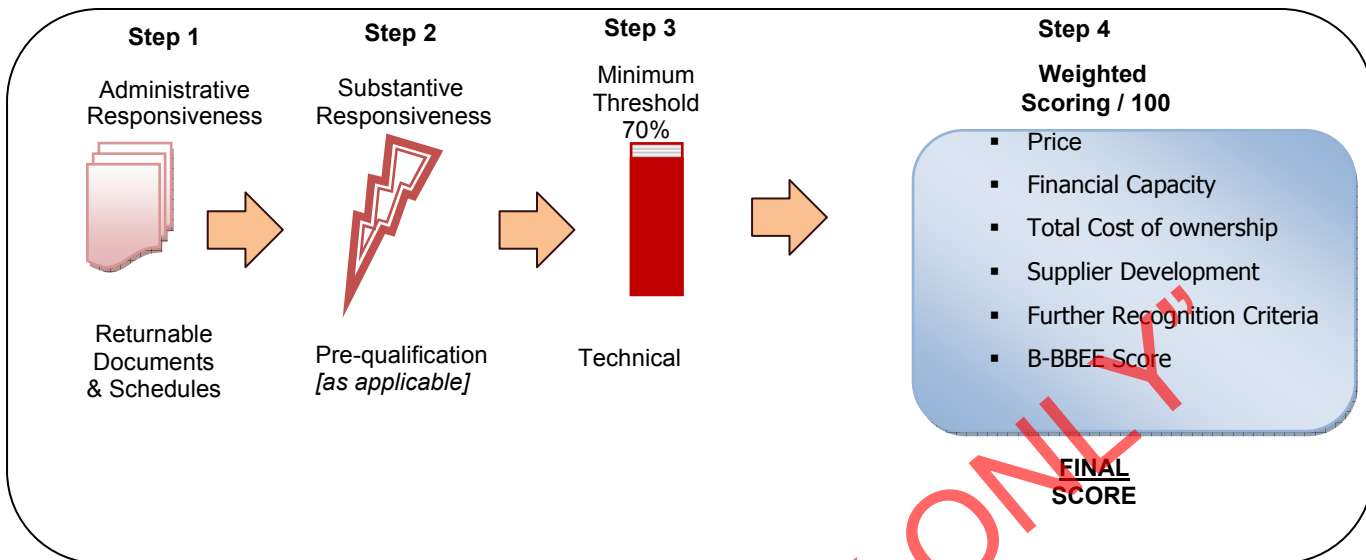 Step 1
Administrative
Responsiveness
Returnable
Documents
& Schedules
Step 2
Substantive
Responsiveness
Pre-qualification
[as applicable]
Step 3
Minimum
Threshold
70%
Technical
Step 4
Weighted
Scoring / 100
▪ Price
▪ Financial Capacity
▪ Total Cost of ownership
▪ Supplier Development
▪ Further Recognition Criteria
▪ B-BBEE Score
FINAL
SCORE
ONLY”